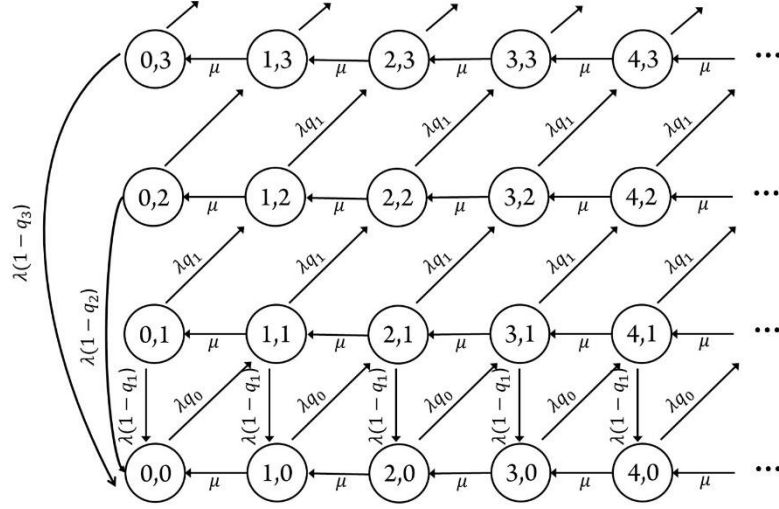 0,3 1,3 2,3 3,3 4,3 ...
μ μ μ μ μ
λq₁ λq₁ λq₁ λq₁
λ(1 − q₃)
0,2 1,2 2,2 3,2 4,2 ...
μ μ μ μ μ
λq₁ λq₁ λq₁ λq₁ λq₁
λ(1 − q₂)
0,1 1,1 2,1 3,1 4,1
μ μ μ μ μ
λ(1 − q₁) λq₀ λ(1 − q₁) λq₀ λ(1 − q₁) λq₀ λ(1 − q₁) λq₀ λ(1 − q₁) λq₀
0,0 1,0 2,0 3,0 4,0 ...
μ μ μ μ μ